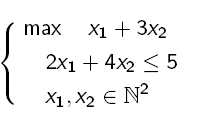 max x₁ + 3x₂
2x₁ + 4x₂ ≤ 5
x₁, x₂ ∈ ℕ²